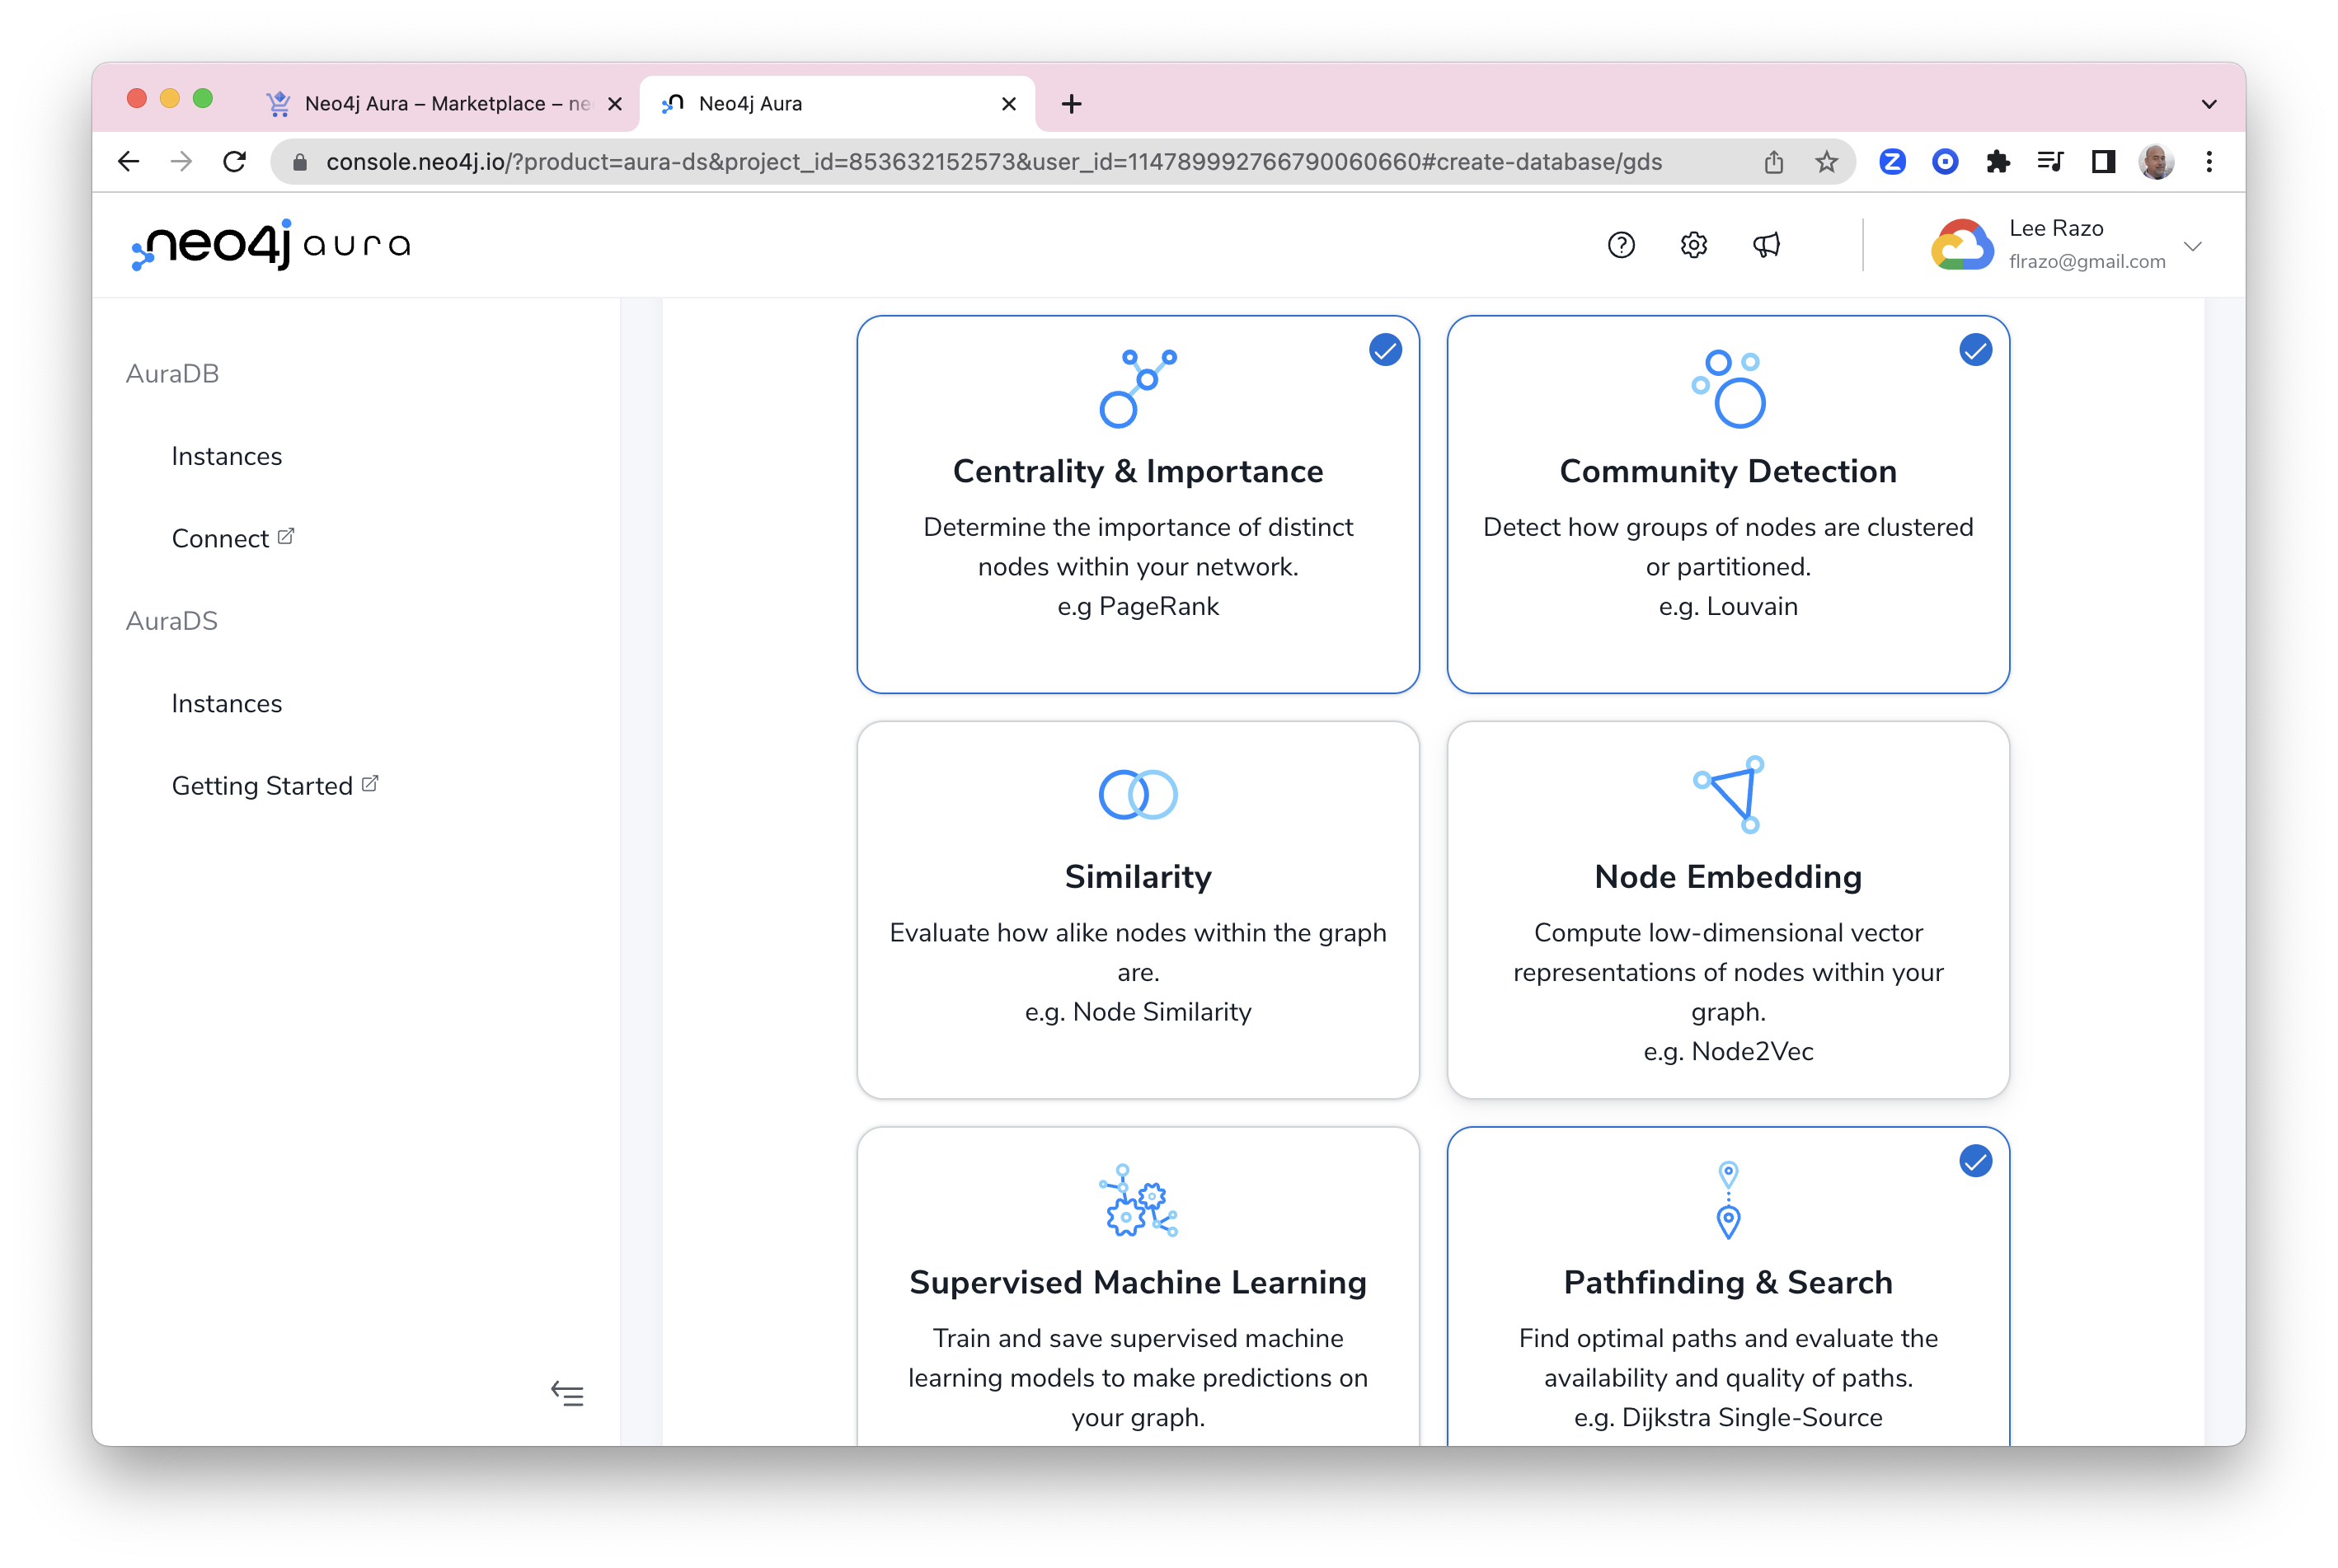 Neo4j Aura – Marketplace – ne
Neo4j Aura
console.neo4j.io/?product=aura-ds&project_id=853632152573&user_id=114789992766790060660#create-database/gds
neo4j aura
Lee Razo
flrazo@gmail.com
AuraDB
Instances
Connect
AuraDS
Instances
Getting Started
Centrality & Importance
Determine the importance of distinct
nodes within your network.
e.g PageRank
Community Detection
Detect how groups of nodes are clustered
or partitioned.
e.g. Louvain
Similarity
Evaluate how alike nodes within the graph
are.
e.g. Node Similarity
Node Embedding
Compute low-dimensional vector
representations of nodes within your
graph.
e.g. Node2Vec
Supervised Machine Learning
Train and save supervised machine
learning models to make predictions on
your graph.
Pathfinding & Search
Find optimal paths and evaluate the
availability and quality of paths.
e.g. Dijkstra Single-Source